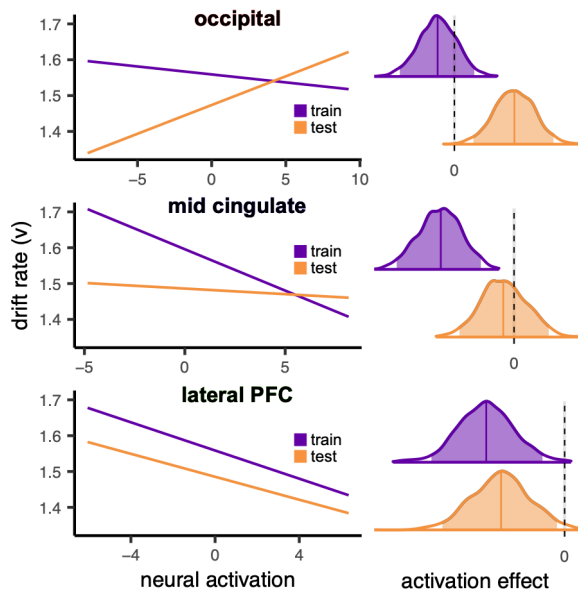 occipital
1.7
1.6
1.5
1.4
train
test
−5
0
5
10
0
mid cingulate
1.7
1.6
1.5
1.4
train
test
−5
0
5
0
drift rate (v)
lateral PFC
1.7
1.6
1.5
1.4
train
test
−4
0
4
0
neural activation
activation effect